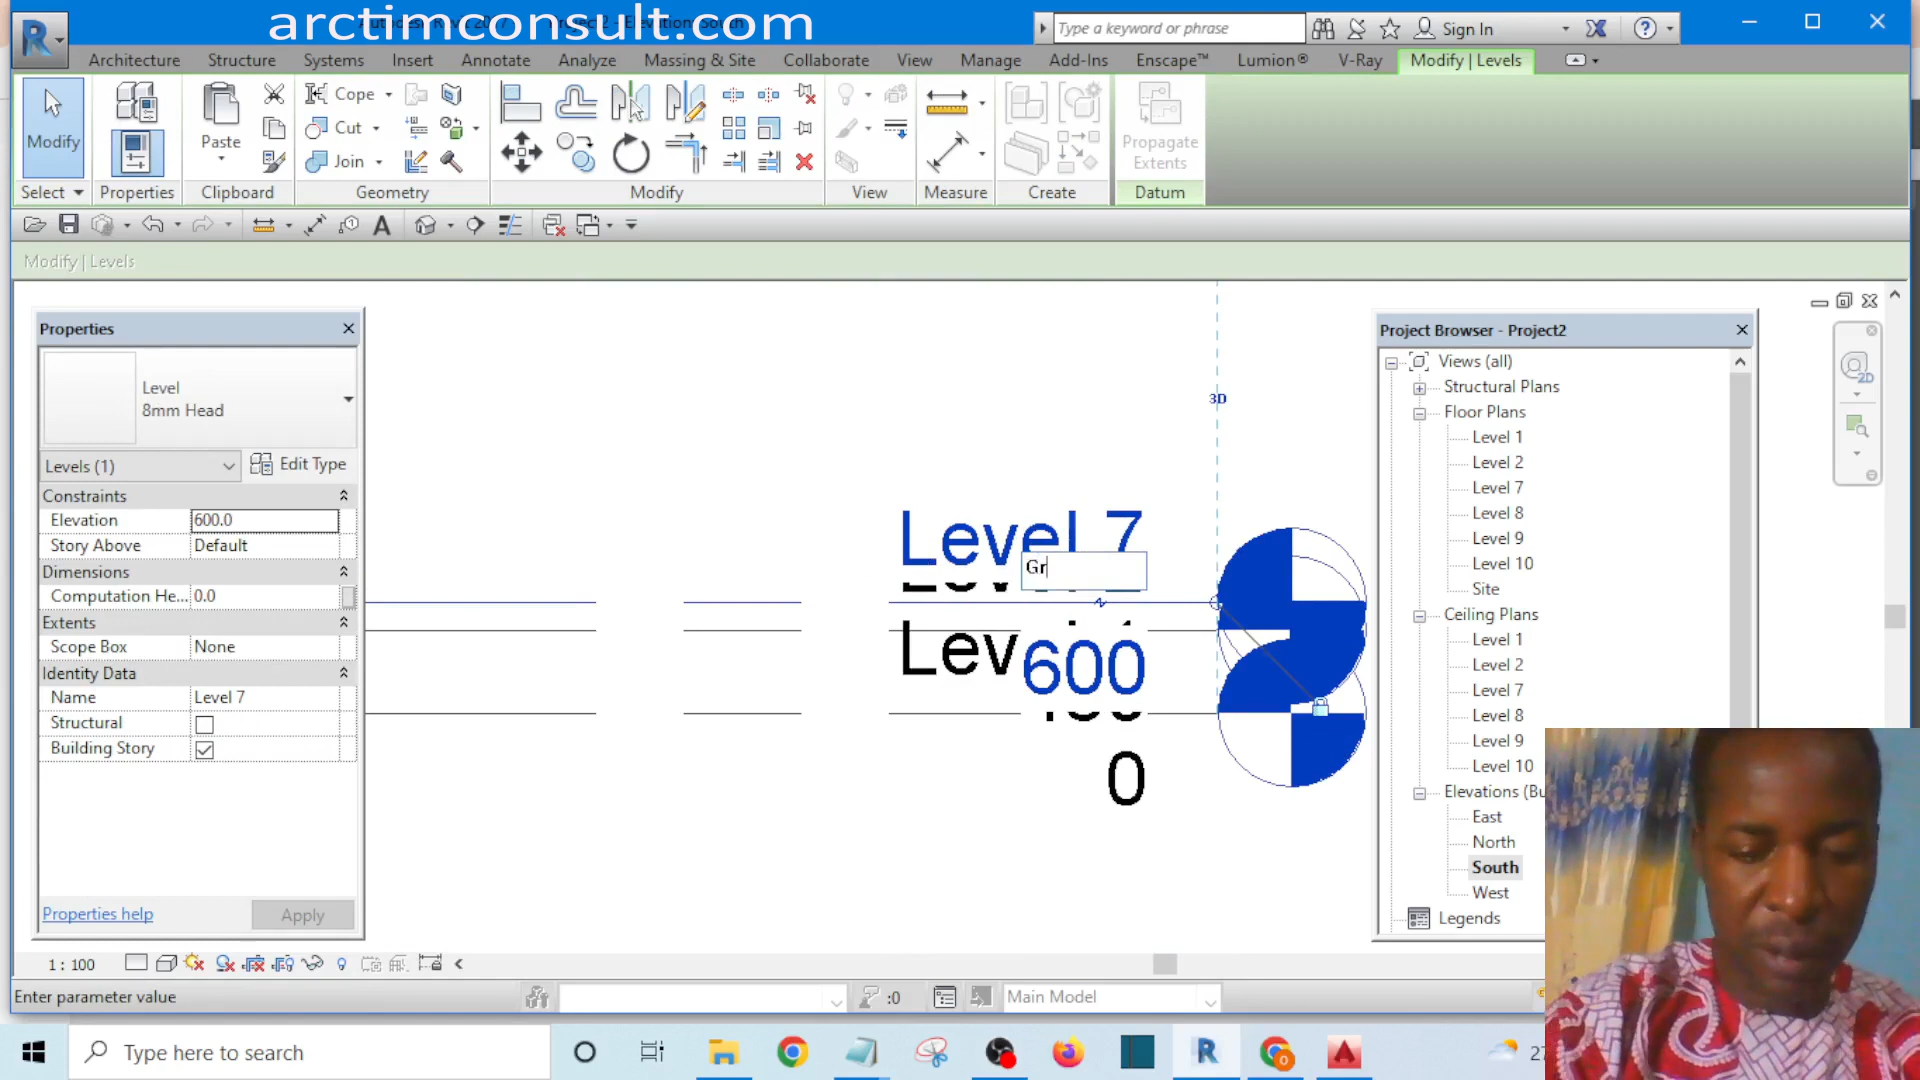 arctimconsult.com
Type a keyword or phrase
Sign In
Architecture Structure Systems Insert Annotate Analyze Massing & Site Collaborate View Manage Add-Ins Enscape™ Lumion® V-Ray Modify | Levels
Modify
Paste
Cope
Cut
Join
Propagate
Extents
Select Properties Clipboard Geometry Modify View Measure Create Datum
Modify | Levels
Properties
Level
8mm Head
Levels (1)
Edit Type
Constraints
Elevation 600.0
Story Above Default
Dimensions
Computation He... 0.0
Extents
Scope Box None
Identity Data
Name Level 7
Structural
Building Story
Properties help
Apply
3D
Level 7
Gr
Lev
600
0
Project Browser - Project2
Views (all)
Structural Plans
Floor Plans
Level 1
Level 2
Level 7
Level 8
Level 9
Level 10
Site
Ceiling Plans
Level 1
Level 2
Level 7
Level 8
Level 9
Level 10
Elevations (Bu
East
North
South
West
Legends
2D
1 : 100
Enter parameter value
:0
Main Model
Type here to search
27